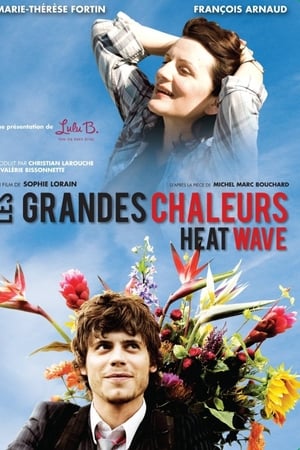 MARIE-THÉRÈSE FORTIN
FRANÇOIS ARNAUD
une présentation de
Lulu B.
PRODUIT PAR CHRISTIAN LAROUCHE
VALÉRIE BISSONNETTE
UN FILM DE SOPHIE LORAIN
D'APRÈS LA PIÈCE DE MICHEL MARC BOUCHARD
LES GRANDES CHALEURS
HEAT WAVE